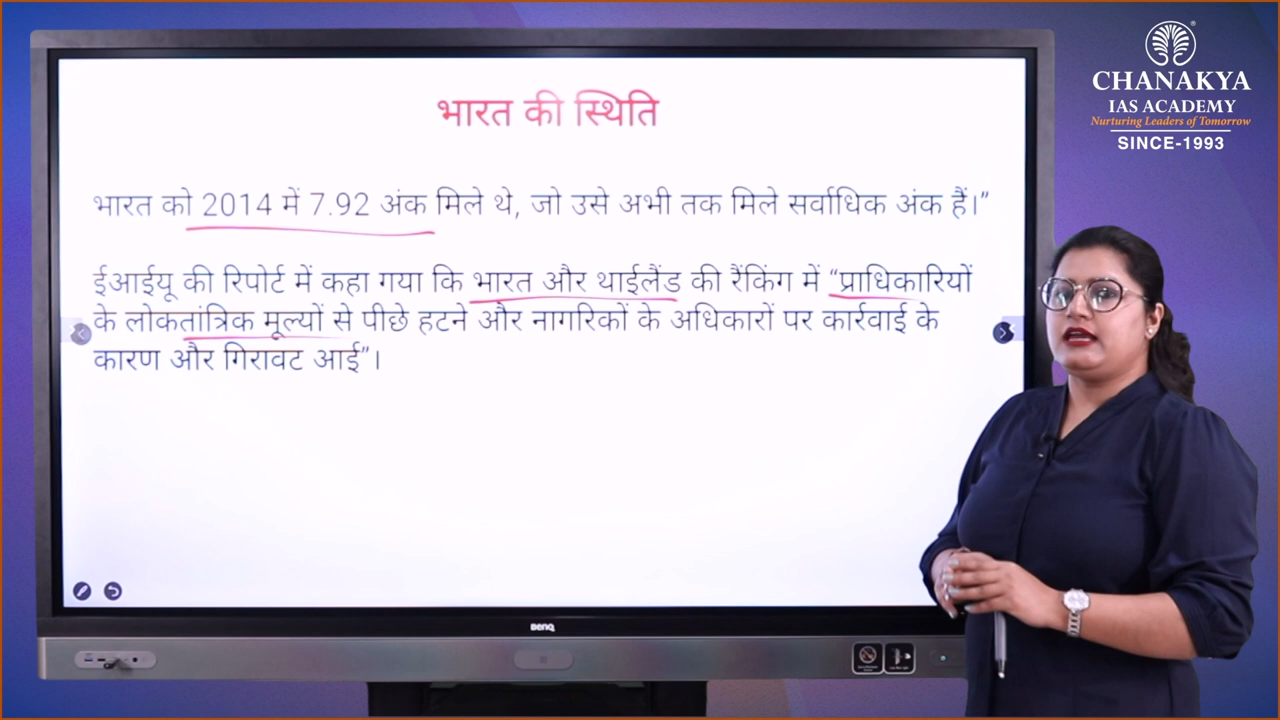 CHANAKYA
IAS ACADEMY
Nurturing Leaders of Tomorrow
SINCE-1993
भारत की स्थिति
भारत को 2014 में 7.92 अंक मिले थे, जो उसे अभी तक मिले सर्वाधिक अंक हैं।”
ईआईयू की रिपोर्ट में कहा गया कि भारत और थाईलैंड की रैंकिंग में “प्राधिकारियों
के लोकतांत्रिक मूल्यों से पीछे हटने और नागरिकों के अधिकारों पर कार्रवाई के
कारण और गिरावट आई”।
BenQ